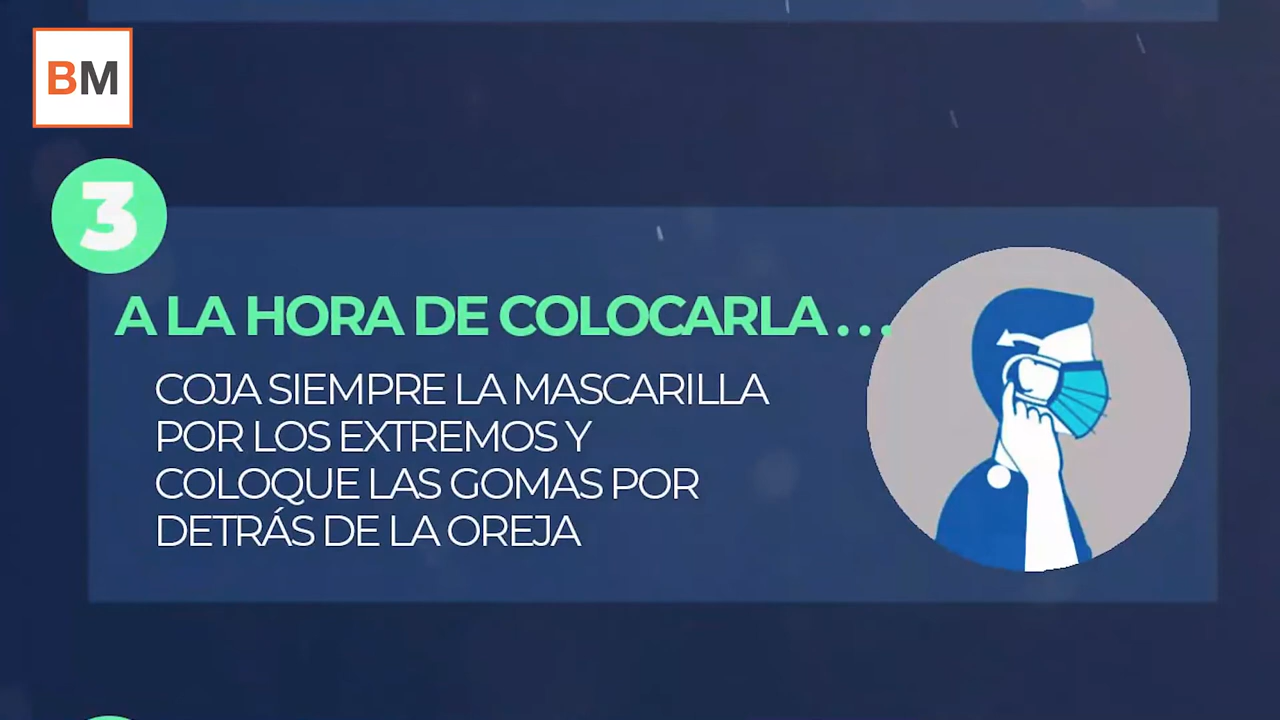 BM
3
A LA HORA DE COLOCARLA...
COJA SIEMPRE LA MASCARILLA
POR LOS EXTREMOS Y
COLOQUE LAS GOMAS POR
DETRÁS DE LA OREJA